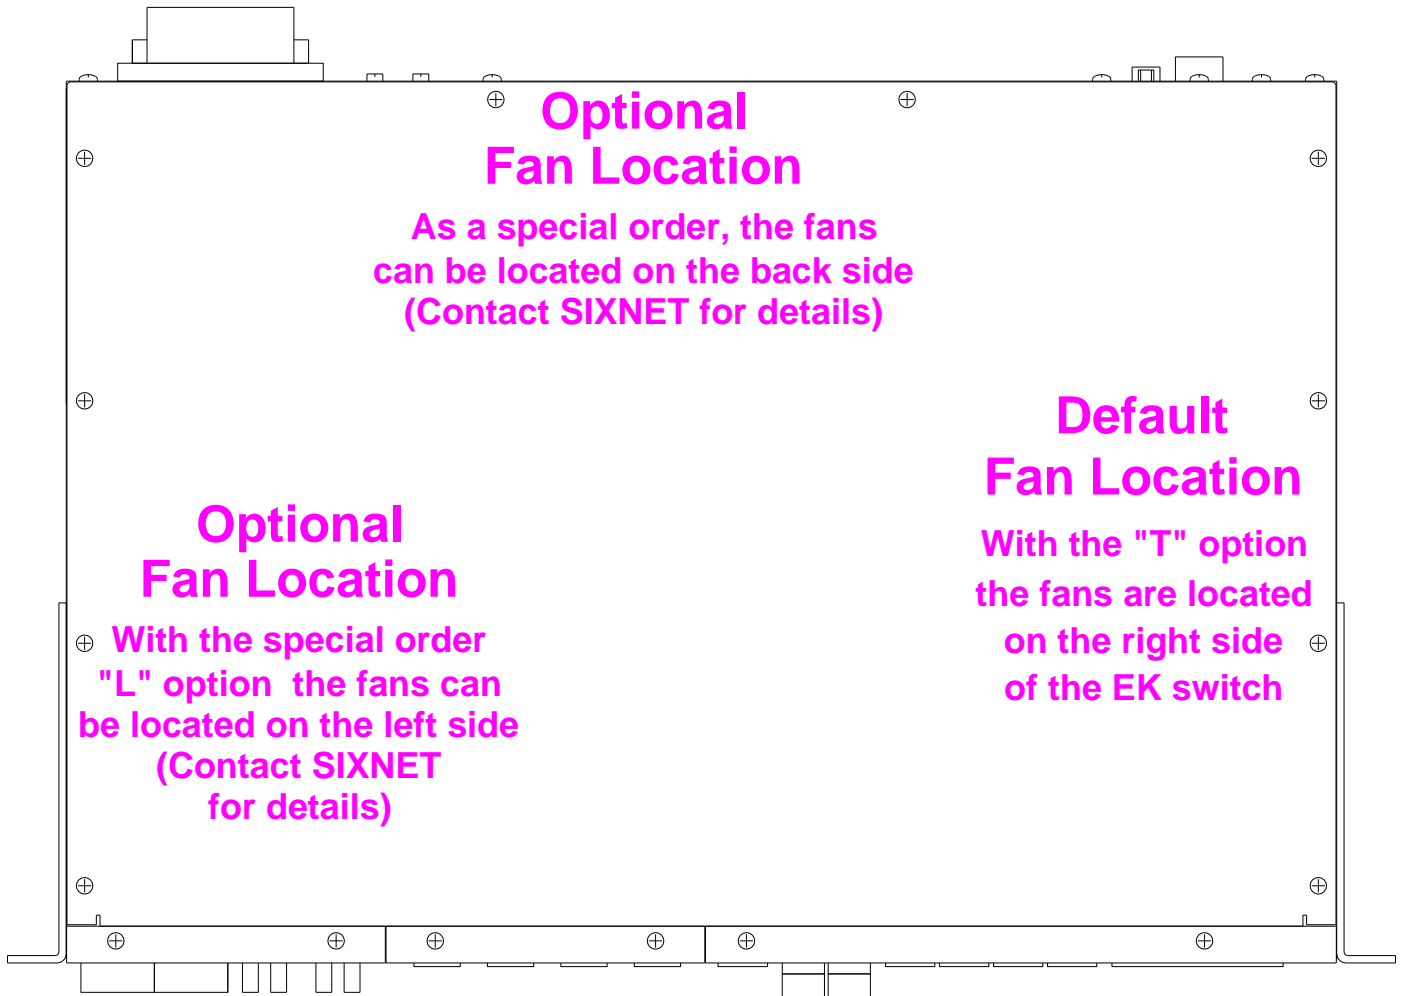 Optional
Fan Location
As a special order, the fans
can be located on the back side
(Contact SIXNET for details)
Default
Fan Location
With the "T" option
the fans are located
on the right side
of the EK switch
Optional
Fan Location
With the special order
"L" option  the fans can
be located on the left side
(Contact SIXNET
for details)